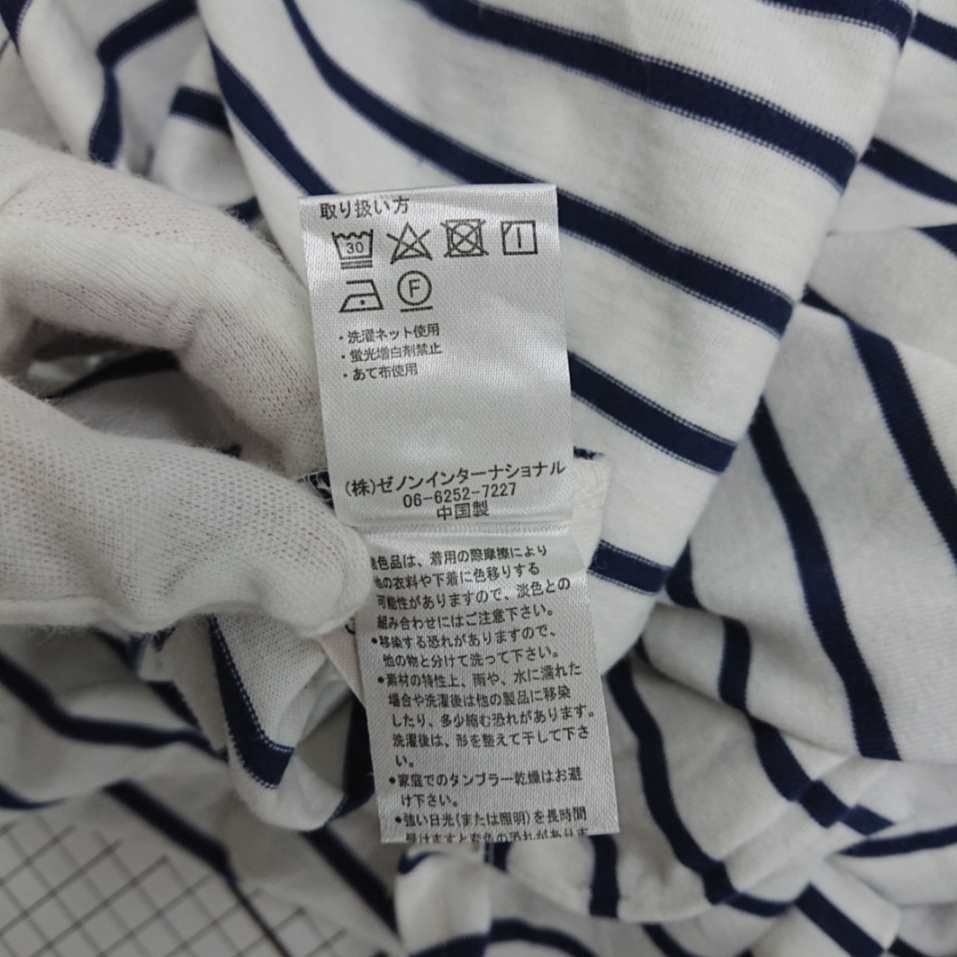 取り扱い方
30
F
・洗濯ネット使用
・蛍光増白剤禁止
・あて布使用
(株)ゼノンインターナショナル
06-6252-7227
中国製
色品は、着用の際摩擦により
他の衣料や下着に色移りする
可能性がありますので、淡色との
組み合わせにはご注意下さい。
●移染する恐れがありますので、
他の物と分けて洗って下さい。
●素材の特性上、雨や、水に濡れた
場合や洗濯後は他の製品に移染
したり、多少縮む恐れがあります。
洗濯後は、形を整えて干して下さ
い。
●家庭でのタンブラー乾燥はお避
け下さい。
●強い日光(または照明)を長時間